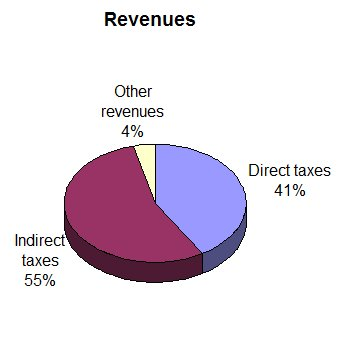 Revenues
Other
revenues
4%
Direct taxes
41%
Indirect
taxes
55%